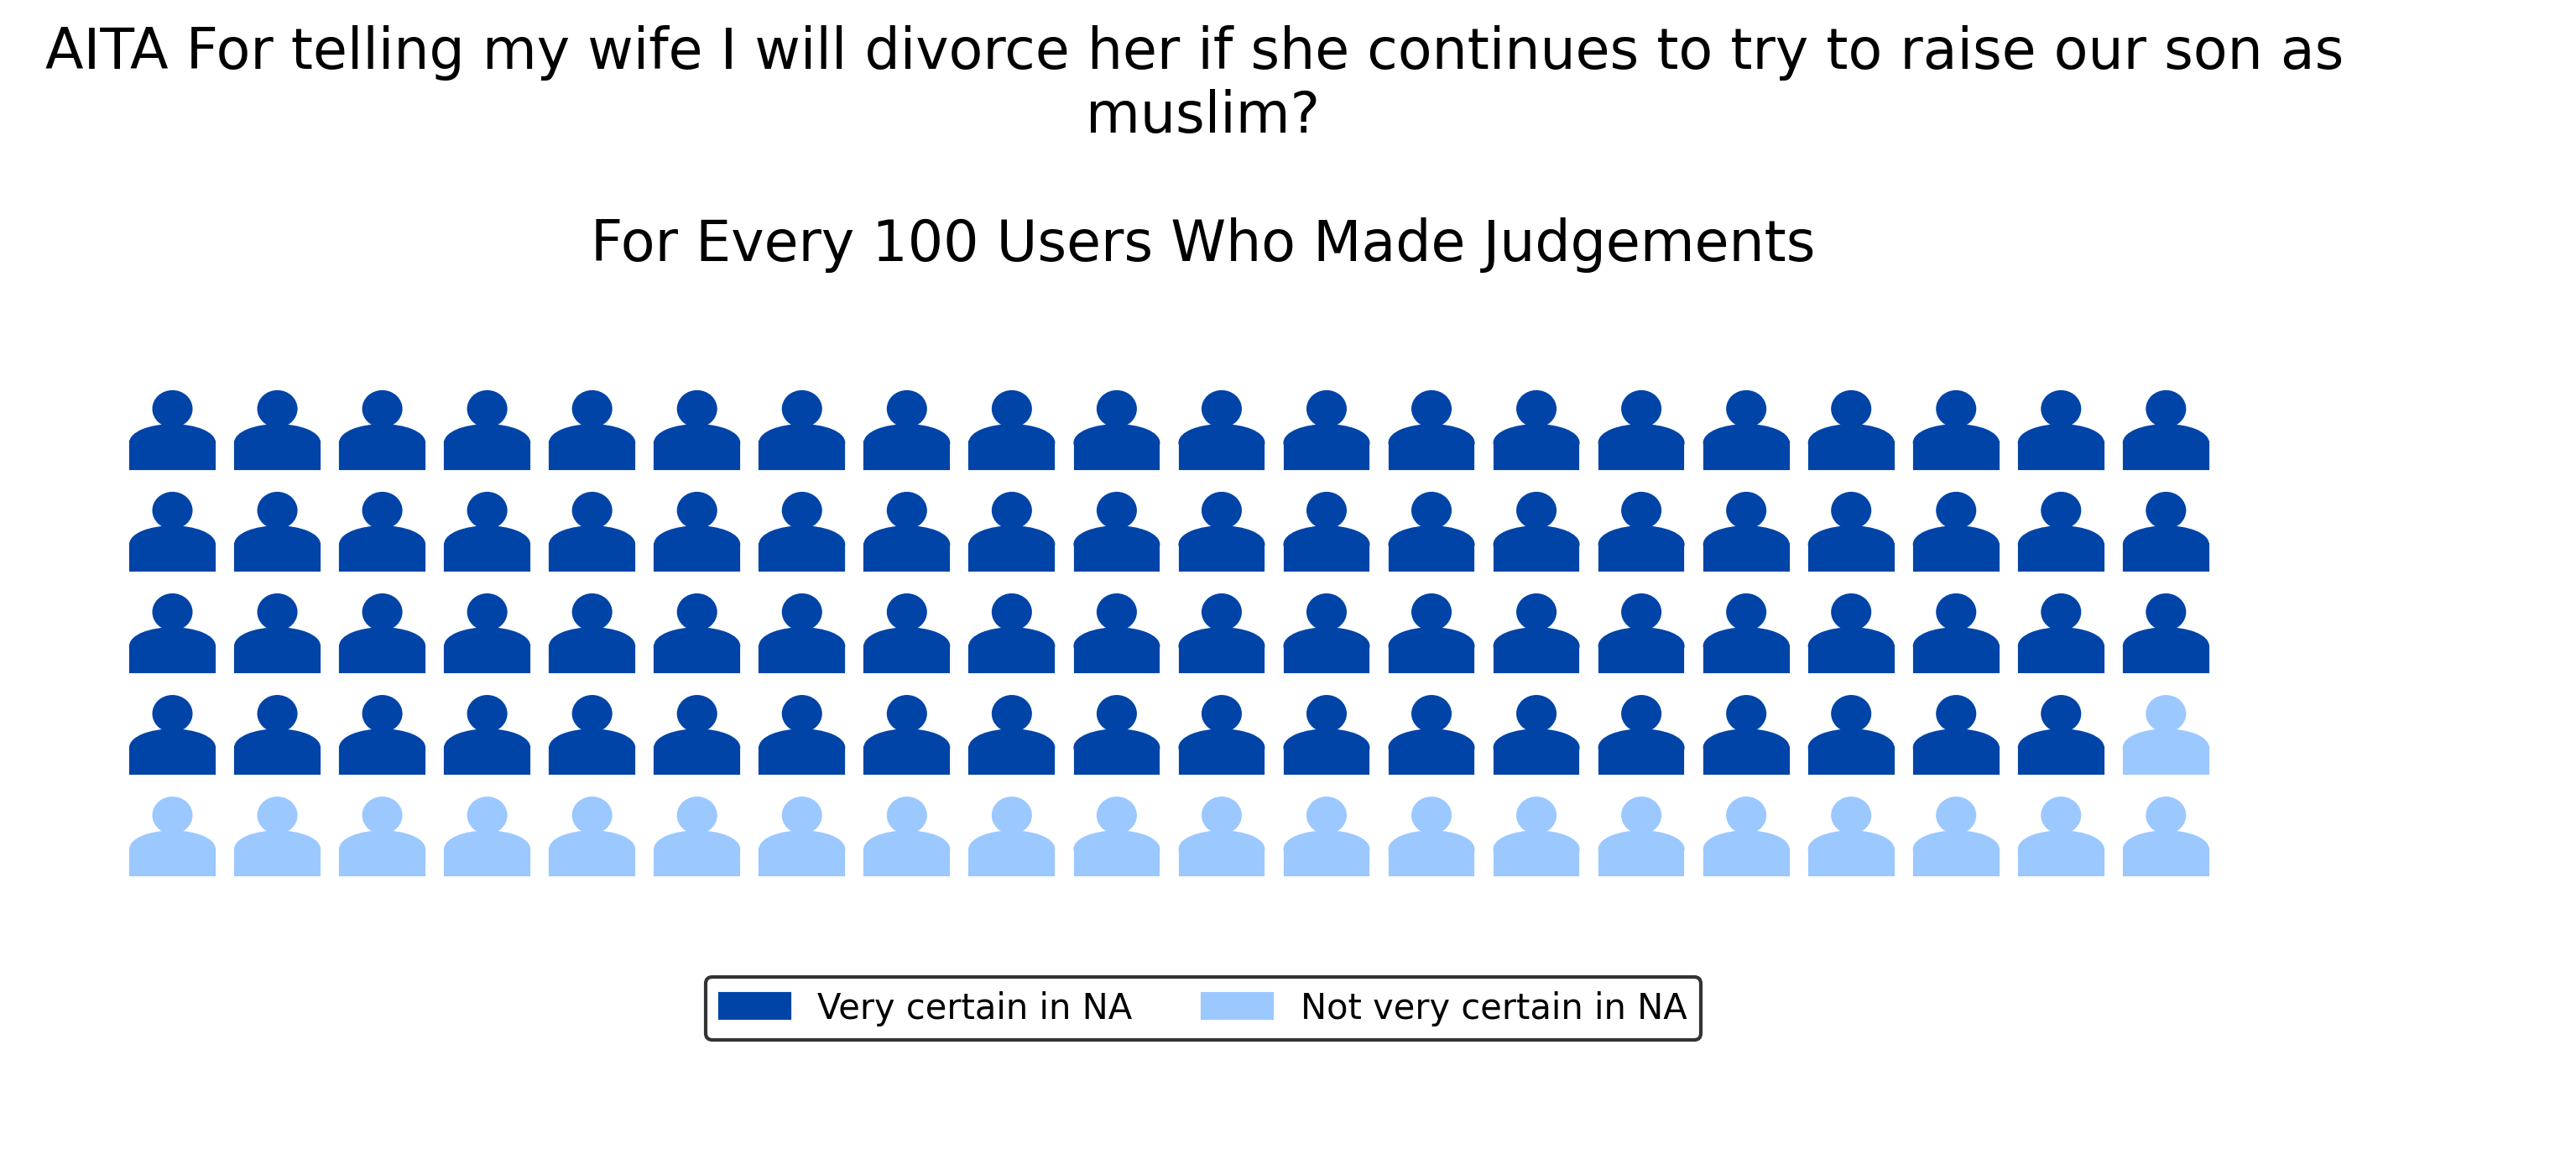 AITA For telling my wife I will divorce her if she continues to try to raise our son as
muslim?
For Every 100 Users Who Made Judgements
Very certain in NA
Not very certain in NA